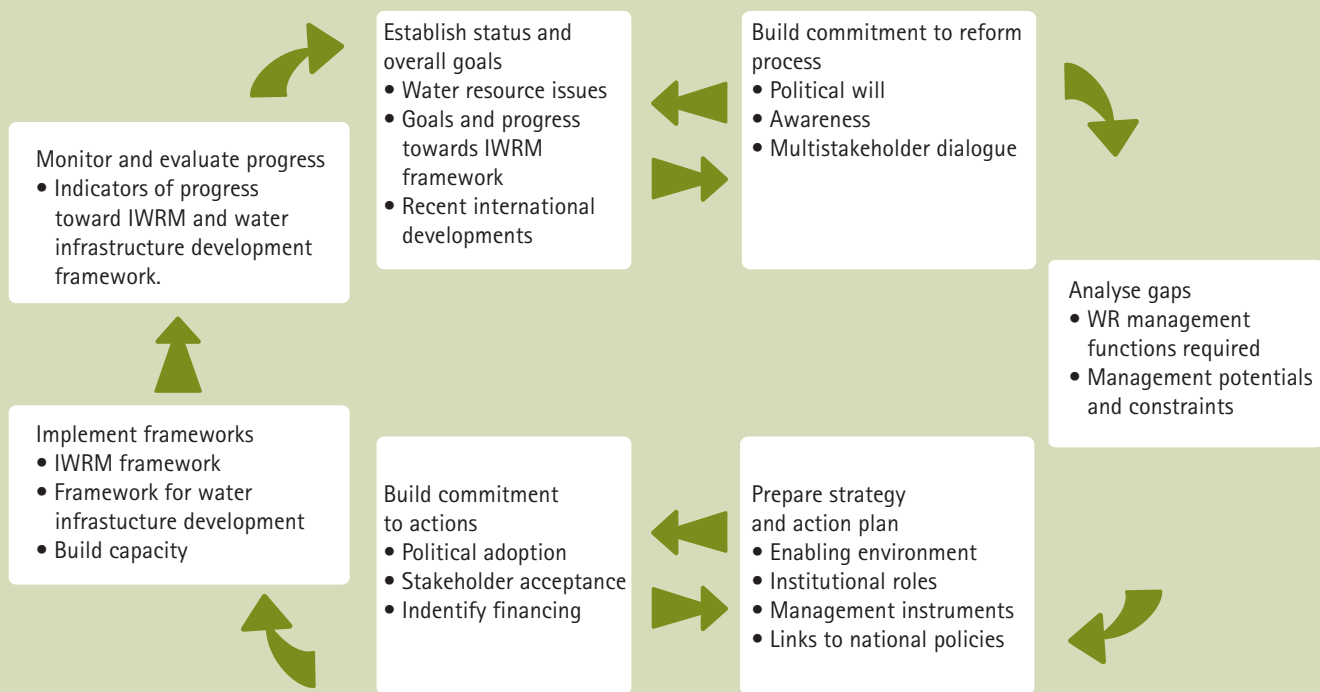 Establish status and
overall goals
• Water resource issues
• Goals and progress
towards IWRM
framework
• Recent international
developments
Build commitment to reform
process
• Political will
• Awareness
• Multistakeholder dialogue
Analyse gaps
• WR management
functions required
• Management potentials
and constraints
Prepare strategy
and action plan
• Enabling environment
• Institutional roles
• Management instruments
• Links to national policies
Build commitment
to actions
• Political adoption
• Stakeholder acceptance
• Indentify financing
Implement frameworks
• IWRM framework
• Framework for water
infrastucture development
• Build capacity
Monitor and evaluate progress
• Indicators of progress
toward IWRM and water
infrastructure development
framework.